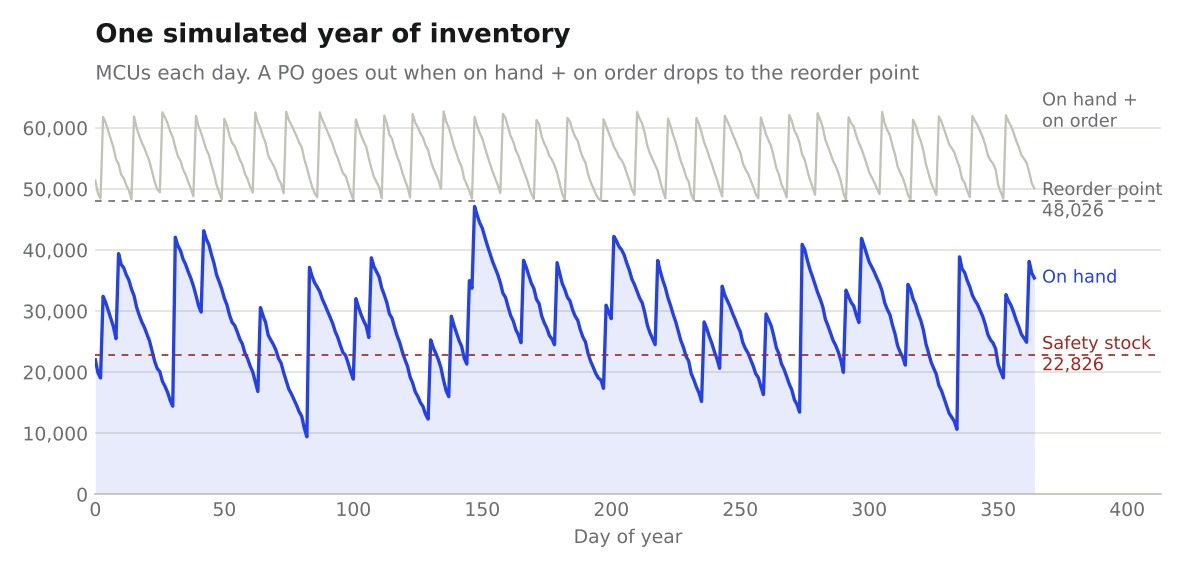 One simulated year of inventory
MCUs each day. A PO goes out when on hand + on order drops to the reorder point
On hand +
on order
60,000
50,000
Reorder point
48,026
40,000
On hand
30,000
Safety stock
22,826
20,000
10,000
0
0 50 100 150 200 250 300 350 400
Day of year